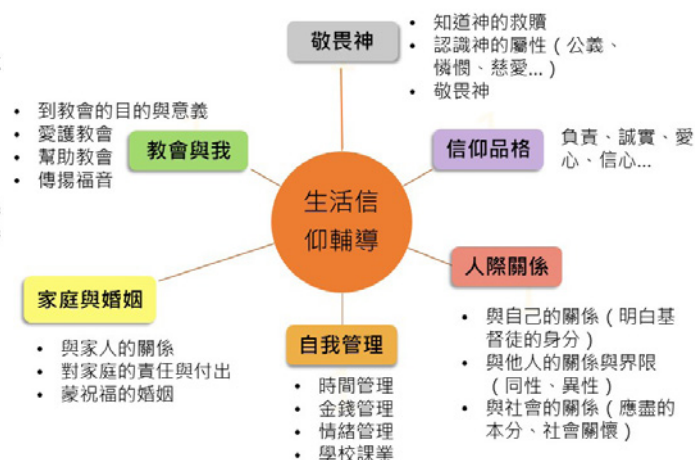 敬畏神
• 知道神的救贖
• 認識神的屬性（公義、
憐憫、慈愛...）
• 敬畏神
• 到教會的目的與意義
• 愛護教會
• 幫助教會
• 傳揚福音
教會與我
信仰品格
負責、誠實、愛
心、信心...
生活信
仰輔導
人際關係
• 與自己的關係（明白基
督徒的身分）
• 與他人的關係與界限
（同性、異性）
• 與社會的關係（應盡的
本分、社會關懷）
家庭與婚姻
• 與家人的關係
• 對家庭的責任與付出
• 蒙祝福的婚姻
自我管理
• 時間管理
• 金錢管理
• 情緒管理
• 學校課業